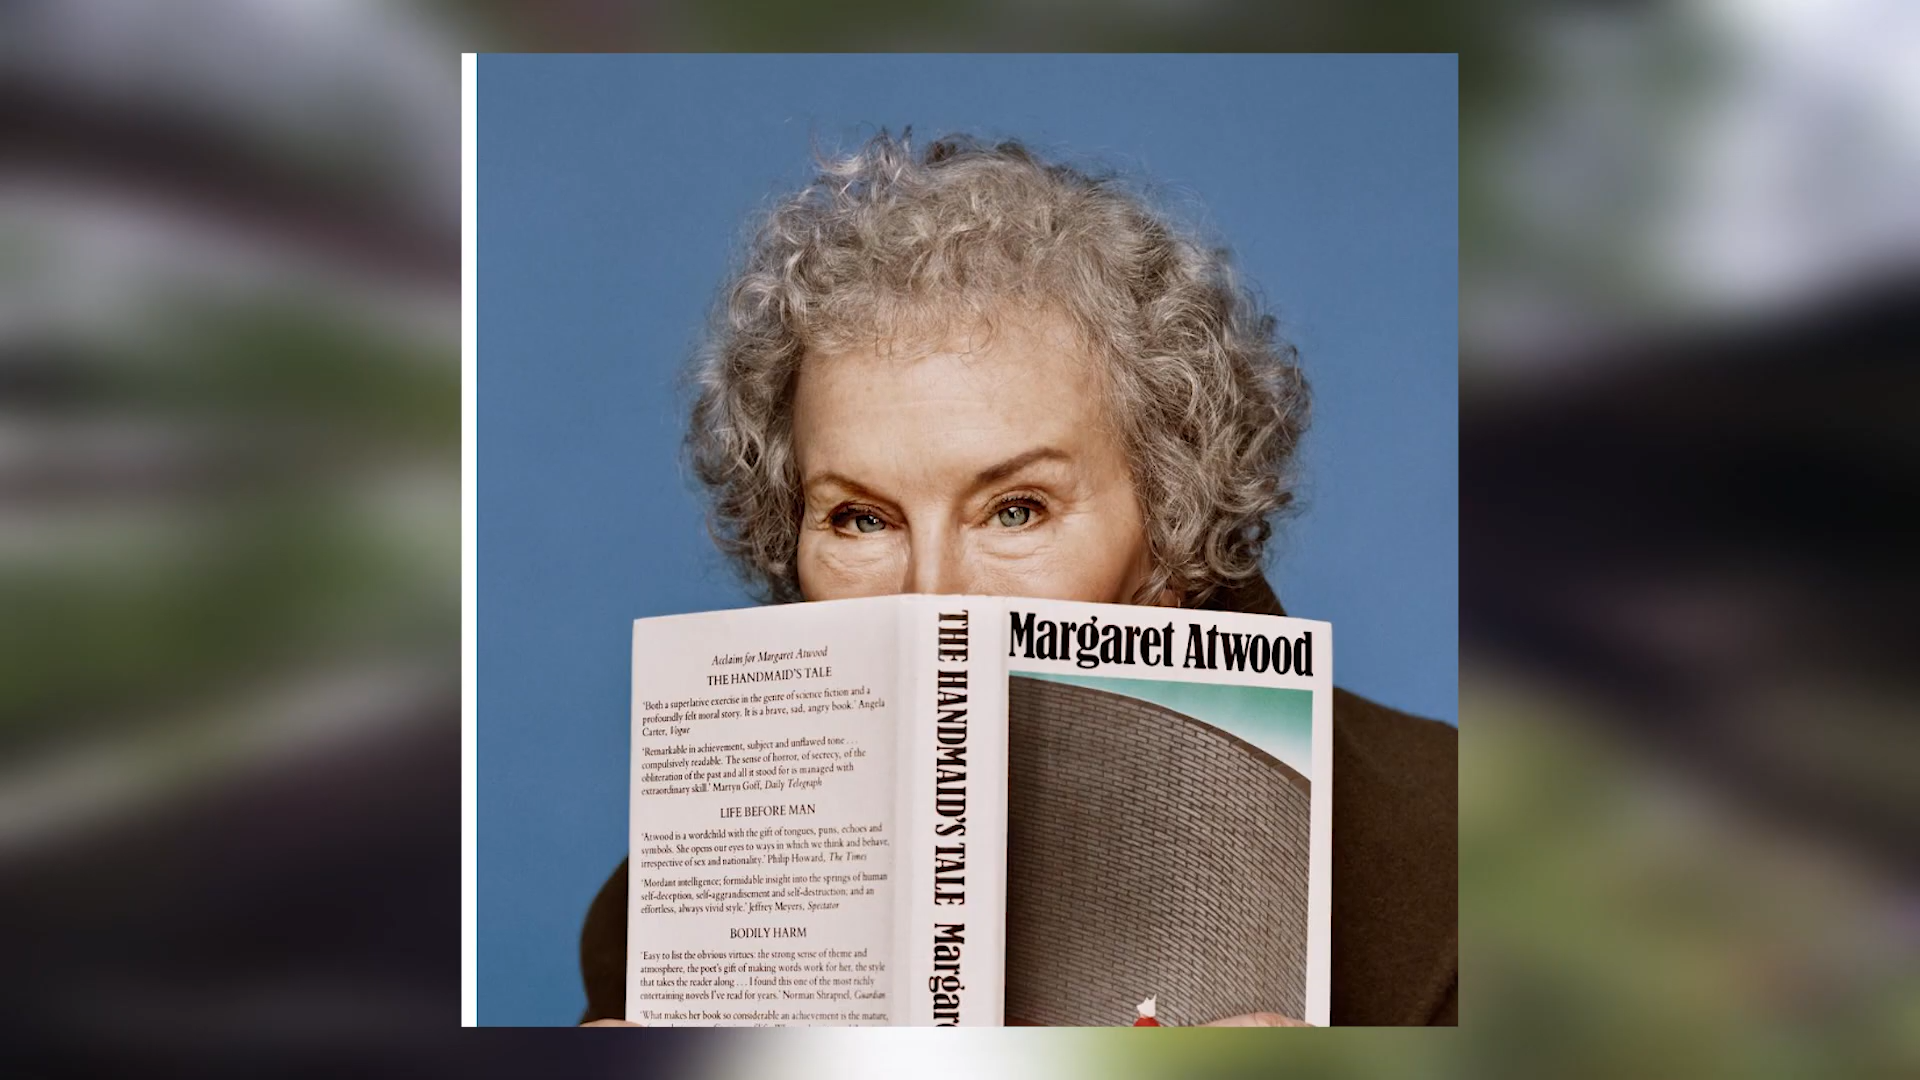 Acclaim for Margaret Atwood
THE HANDMAID'S TALE
'Both a superlative exercise in the genre of science fiction and a
profoundly felt moral story. It is a brave, sad, angry book.' Angela
Carter, Vogue
'Remarkable in achievement, subject and unflawed tone . . .
compulsively readable. The sense of horror, of secrecy, of the
obliteration of the past and all it stood for is managed with
extraordinary skill.' Martyn Goff, Daily Telegraph
LIFE BEFORE MAN
'Atwood is a wordchild with the gift of tongues, puns, echoes and
symbols. She opens our eyes to ways in which we think and behave,
irrespective of sex and nationality.' Philip Howard, The Times
'Mordant intelligence; formidable insight into the springs of human
self-deception, self-aggrandisement and self-destruction; and an
effortless, always vivid style.' Jeffrey Meyers, Spectator
BODILY HARM
'Easy to list the obvious virtues: the strong sense of theme and
atmosphere, the poet's gift of making words work for her, the style
that takes the reader along . . . I found this one of the most richly
entertaining novels I've read for years.' Norman Shrapnel, Guardian
'What makes her book so considerable an achievement is the mature,
THE HANDMAID'S TALE Margare
Margaret Atwood